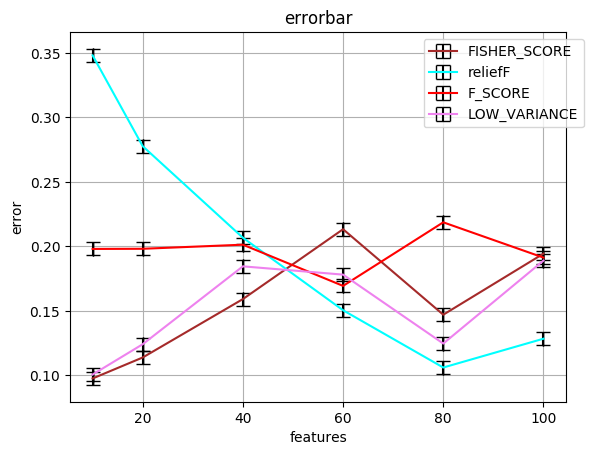 errorbar
FISHER_SCORE
reliefF
F_SCORE
LOW_VARIANCE
error
0.35
0.30
0.25
0.20
0.15
0.10
20 40 60 80 100
features